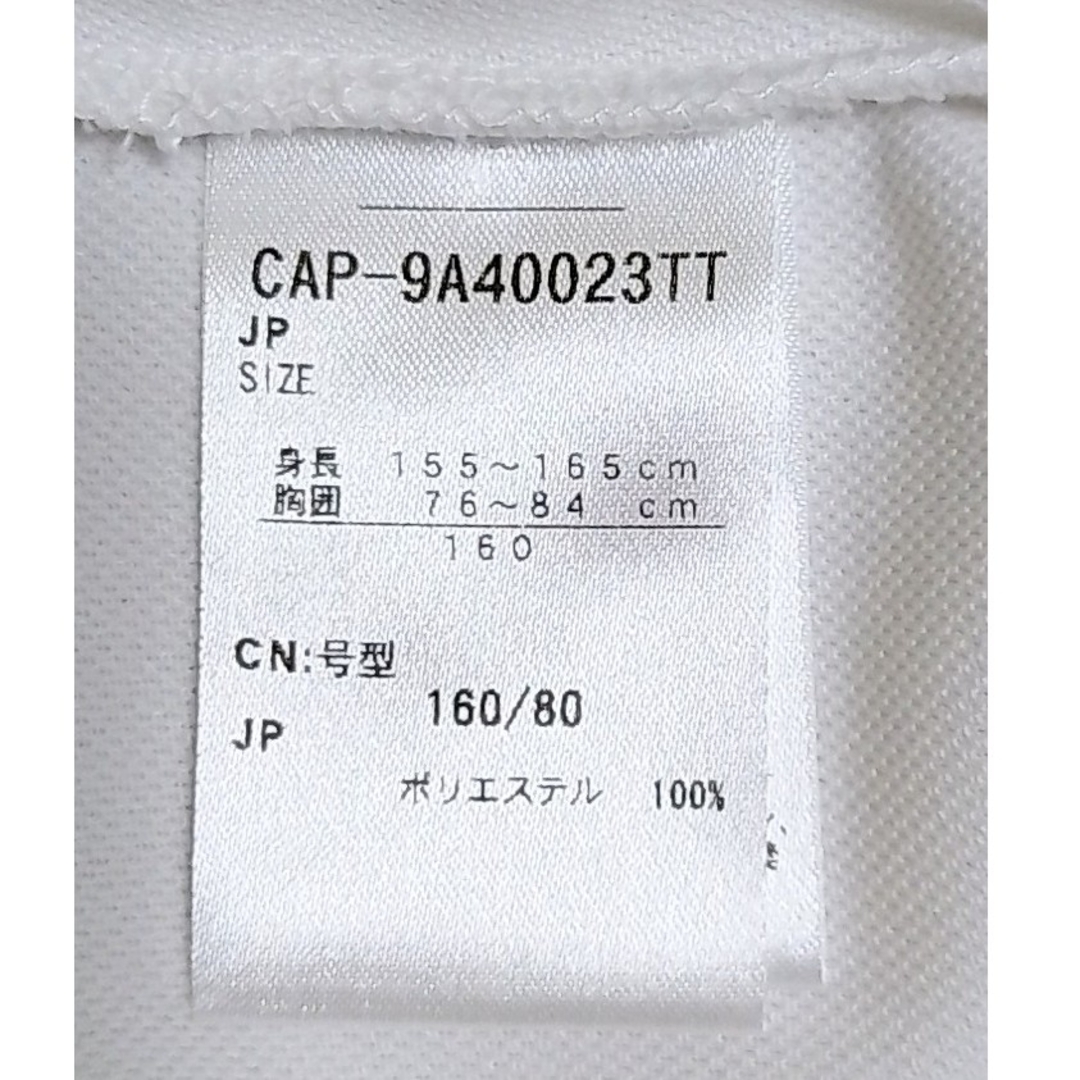 CAP-9A40023TT
JP
SIZE
身長 155~165cm
胸囲 76~84 cm
160
CN:号型
160/80
JP
ポリエステル 100%